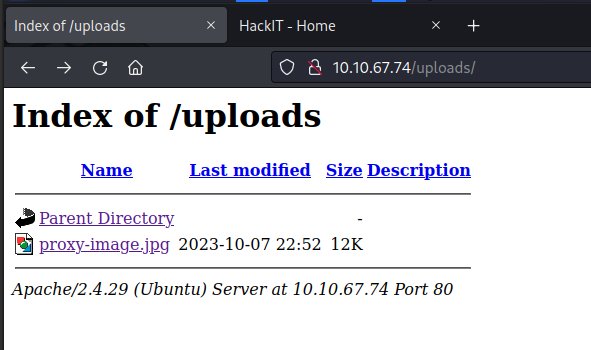 Index of /uploads
HackIT - Home
10.10.67.74/uploads/
Index of /uploads
Name Last modified Size Description
Parent Directory -
proxy-image.jpg 2023-10-07 22:52 12K
Apache/2.4.29 (Ubuntu) Server at 10.10.67.74 Port 80